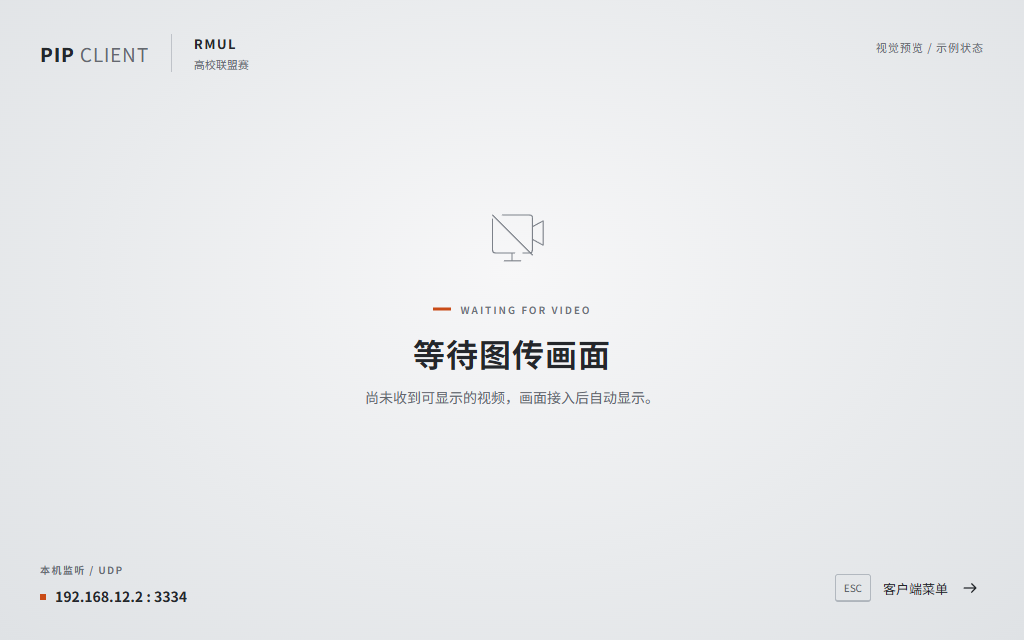 PIP CLIENT
RMUL
高校联盟赛
视觉预览 / 示例状态
WAITING FOR VIDEO
等待图传画面
尚未收到可显示的视频，画面接入后自动显示。
本机监听 / UDP
192.168.12.2 : 3334
ESC 客户端菜单 →